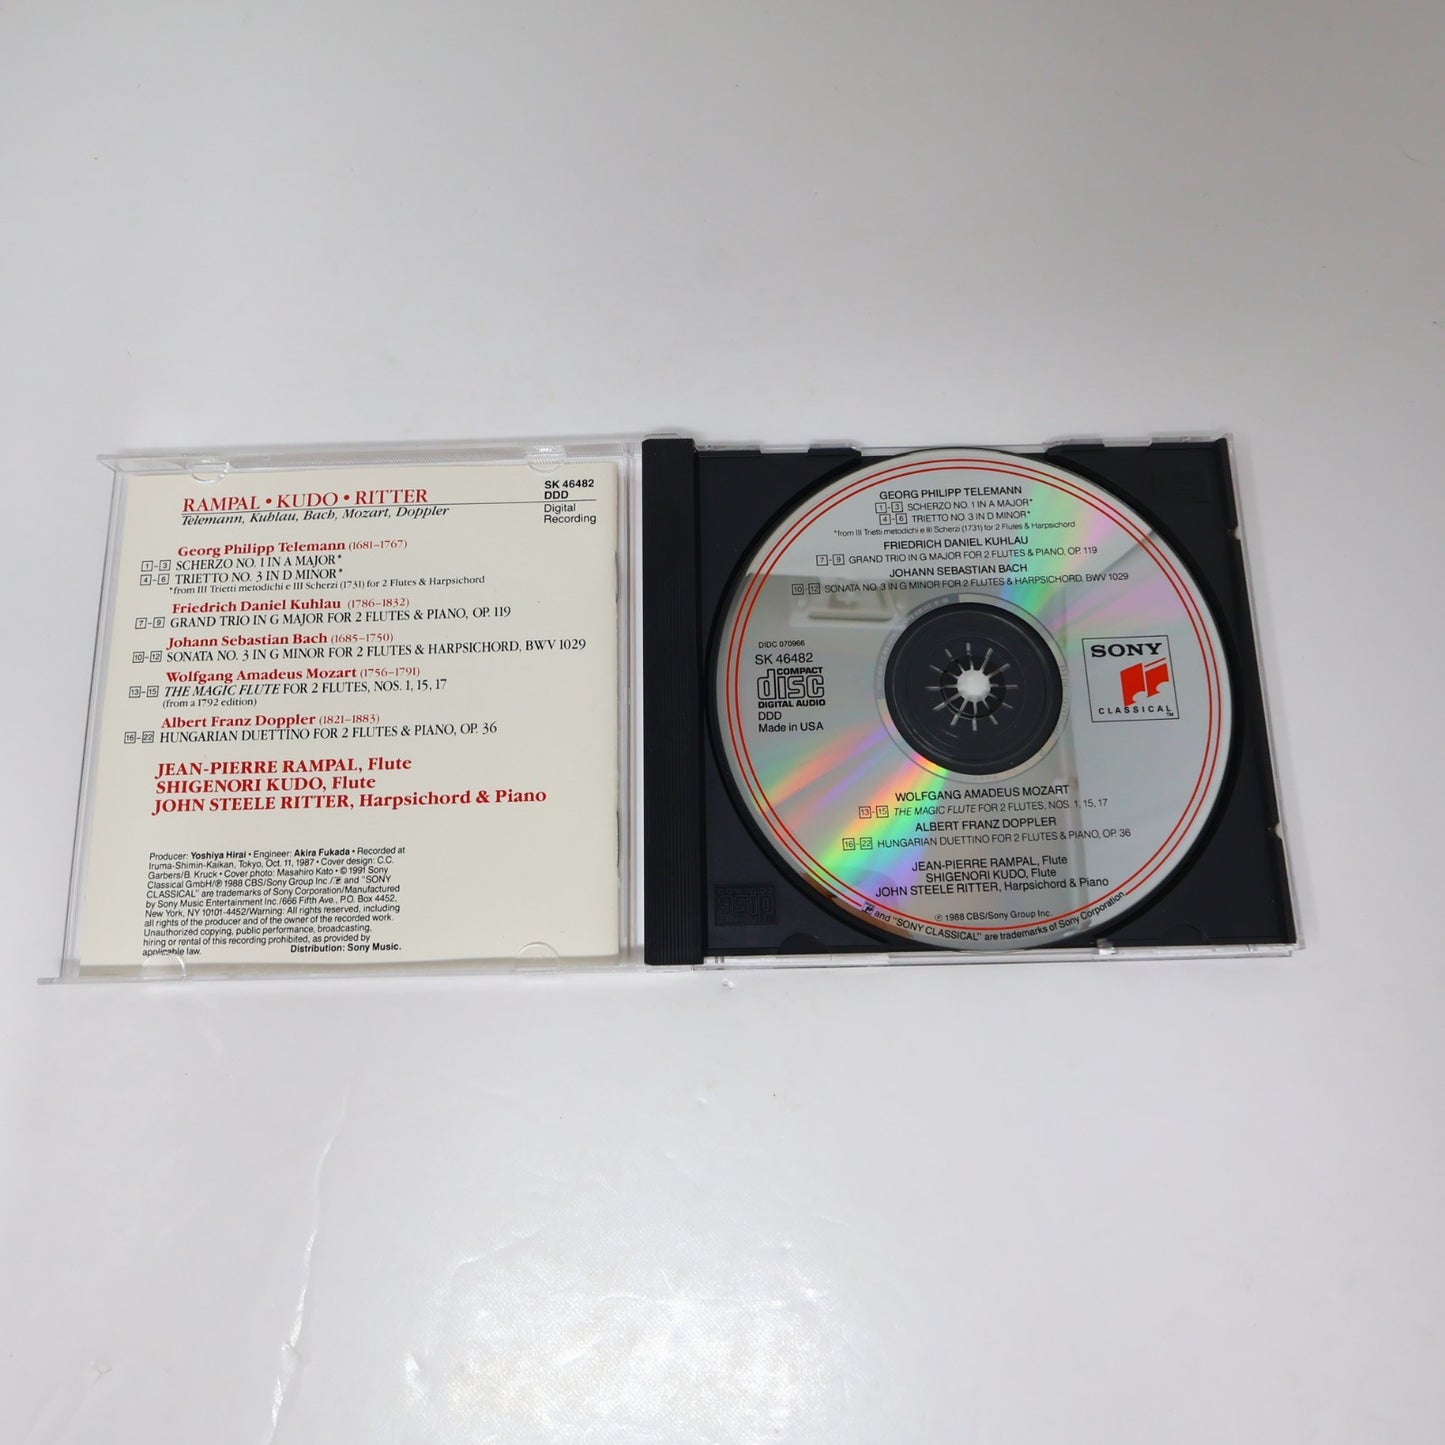 RAMPAL • KUDO • RITTER
Telemann, Kuhlau, Bach, Mozart, Doppler
SK 46482
DDD
Digital
Recording
Georg Philipp Telemann (1681–1767)
1-3 SCHERZO NO. 1 IN A MAJOR*
4-6 TRIETTO NO. 3 IN D MINOR*
*from III Trietti metodichi e III Scherzi (1731) for 2 Flutes & Harpsichord
Friedrich Daniel Kuhlau (1786–1832)
7-9 GRAND TRIO IN G MAJOR FOR 2 FLUTES & PIANO, OP. 119
Johann Sebastian Bach (1685–1750)
10-12 SONATA NO. 3 IN G MINOR FOR 2 FLUTES & HARPSICHORD, BWV 1029
Wolfgang Amadeus Mozart (1756–1791)
13-15 THE MAGIC FLUTE FOR 2 FLUTES, NOS. 1, 15, 17
(from a 1792 edition)
Albert Franz Doppler (1821–1883)
16-22 HUNGARIAN DUETTINO FOR 2 FLUTES & PIANO, OP. 36
JEAN-PIERRE RAMPAL, Flute
SHIGENORI KUDO, Flute
JOHN STEELE RITTER, Harpsichord & Piano
Producer: Yoshiya Hirai • Engineer: Akira Fukada • Recorded at
Iruma-Shimin-Kaikan, Tokyo, Oct. 11, 1987 • Cover design: C.C.
Garbers/B. Kruck • Cover photo: Masahiro Kato • © 1991 Sony
Classical GmbH/℗ 1988 CBS/Sony Group Inc./ and "SONY
CLASSICAL" are trademarks of Sony Corporation/Manufactured
by Sony Music Entertainment Inc./666 Fifth Ave., P.O. Box 4452,
New York, NY 10101-4452/Warning: All rights reserved, including
all rights of the producer and of the owner of the recorded work.
Unauthorized copying, public performance, broadcasting,
hiring or rental of this recording prohibited, as provided by
applicable law.
Distribution: Sony Music.
GEORG PHILIPP TELEMANN
1-3 SCHERZO NO. 1 IN A MAJOR*
4-6 TRIETTO NO. 3 IN D MINOR*
*from III Trietti metodichi e III Scherzi (1731) for 2 Flutes & Harpsichord
FRIEDRICH DANIEL KUHLAU
7-9 GRAND TRIO IN G MAJOR FOR 2 FLUTES & PIANO, OP. 119
JOHANN SEBASTIAN BACH
10-12 SONATA NO. 3 IN G MINOR FOR 2 FLUTES & HARPSICHORD, BWV 1029
DIDC 070966
SK 46482
COMPACT
disc
DIGITAL AUDIO
DDD
Made in USA
SONY
CLASSICAL™
WOLFGANG AMADEUS MOZART
13-15 THE MAGIC FLUTE FOR 2 FLUTES, NOS. 1, 15, 17
ALBERT FRANZ DOPPLER
16-22 HUNGARIAN DUETTINO FOR 2 FLUTES & PIANO, OP. 36
JEAN-PIERRE RAMPAL, Flute
SHIGENORI KUDO, Flute
JOHN STEELE RITTER, Harpsichord & Piano
℗ 1988 CBS/Sony Group Inc.
and "SONY CLASSICAL" are trademarks of Sony Corporation